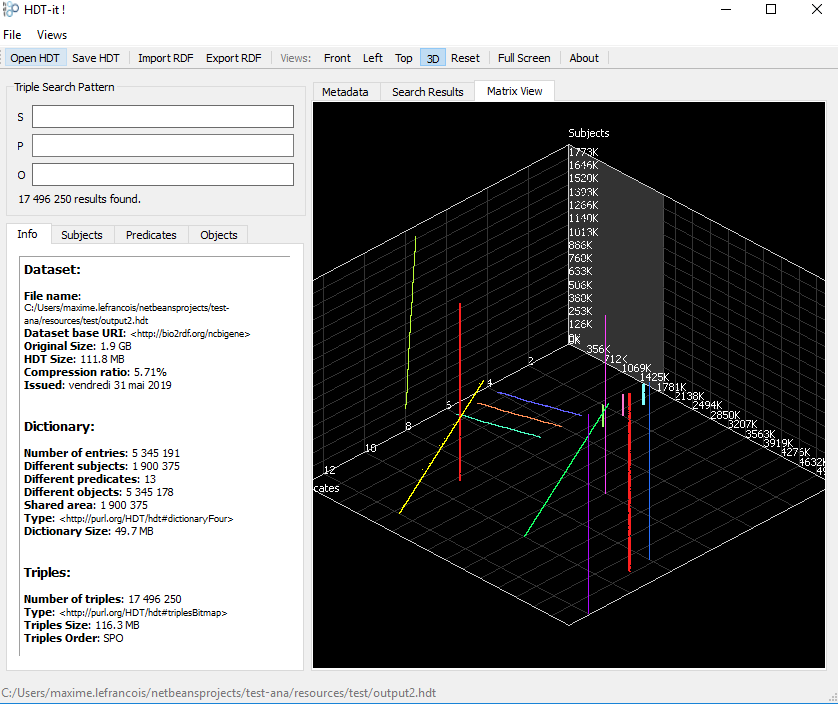 HDT-it !
File Views
Open HDT Save HDT Import RDF Export RDF Views: Front Left Top 3D Reset Full Screen About
Triple Search Pattern
S
P
O
17 496 250 results found.
Info Subjects Predicates Objects
Dataset:
File name:
C:/Users/maxime.lefrancois/netbeansprojects/test-
ana/resources/test/output2.hdt
Dataset base URI: <http://bio2rdf.org/ncbigene>
Original Size: 1.9 GB
HDT Size: 111.8 MB
Compression ratio: 5.71%
Issued: vendredi 31 mai 2019
Dictionary:
Number of entries: 5 345 191
Different subjects: 1 900 375
Different predicates: 13
Different objects: 5 345 178
Shared area: 1 900 375
Type: <http://purl.org/HDT/hdt#dictionaryFour>
Dictionary Size: 49.7 MB
Triples:
Number of triples: 17 496 250
Type: <http://purl.org/HDT/hdt#triplesBitmap>
Triples Size: 116.3 MB
Triples Order: SPO
Metadata Search Results Matrix View
Subjects
1773K
1646K
1520K
1393K
1266K
1140K
1013K
886K
760K
633K
506K
380K
253K
126K
0K
356K
712K
1069K
1425K
1781K
2138K
2494K
2850K
3207K
3563K
3919K
4276K
4632K
2
4
6
8
10
12
cates
C:/Users/maxime.lefrancois/netbeansprojects/test-ana/resources/test/output2.hdt